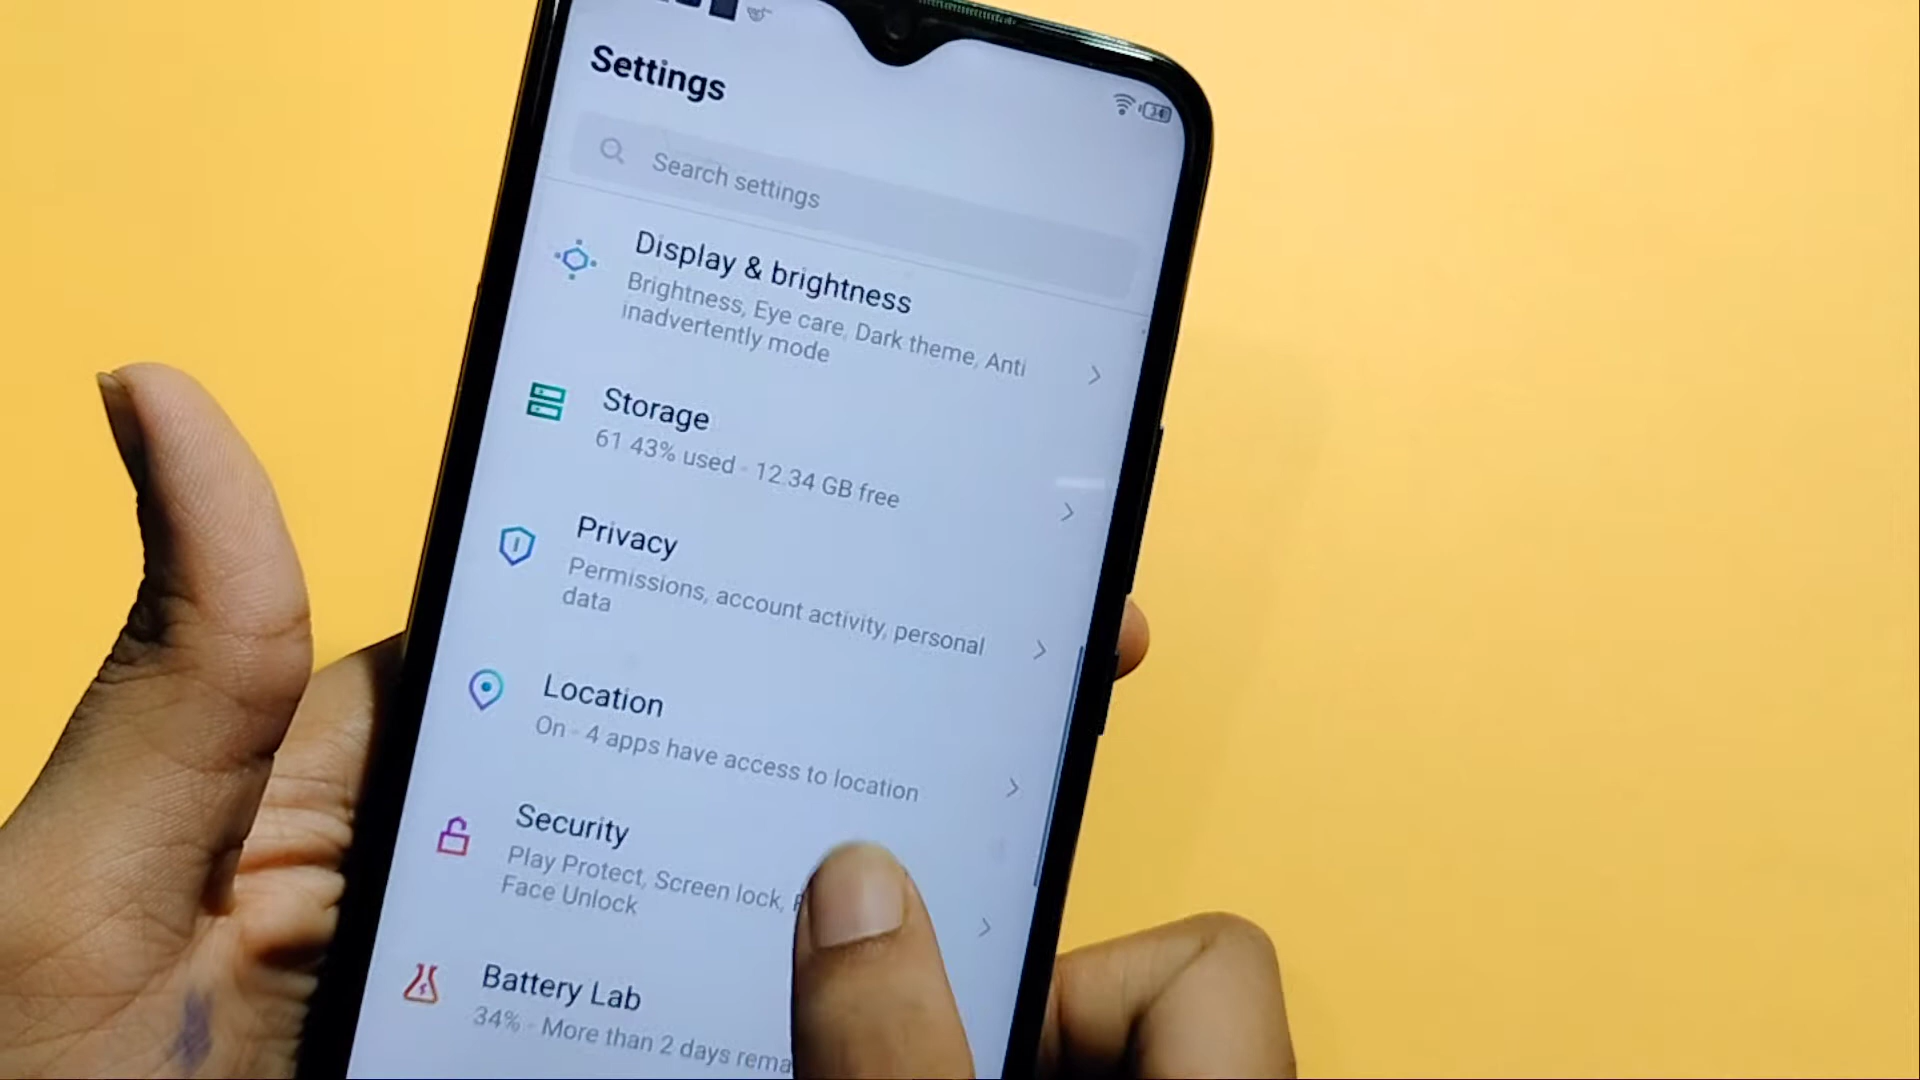 34
Settings
Search settings
Display & brightness
Brightness, Eye care, Dark theme, Anti
inadvertently mode
Storage
61 43% used - 12.34 GB free
Privacy
Permissions, account activity, personal
data
Location
On - 4 apps have access to location
Security
Play Protect, Screen lock,
Face Unlock
Battery Lab
34% - More than 2 days rema